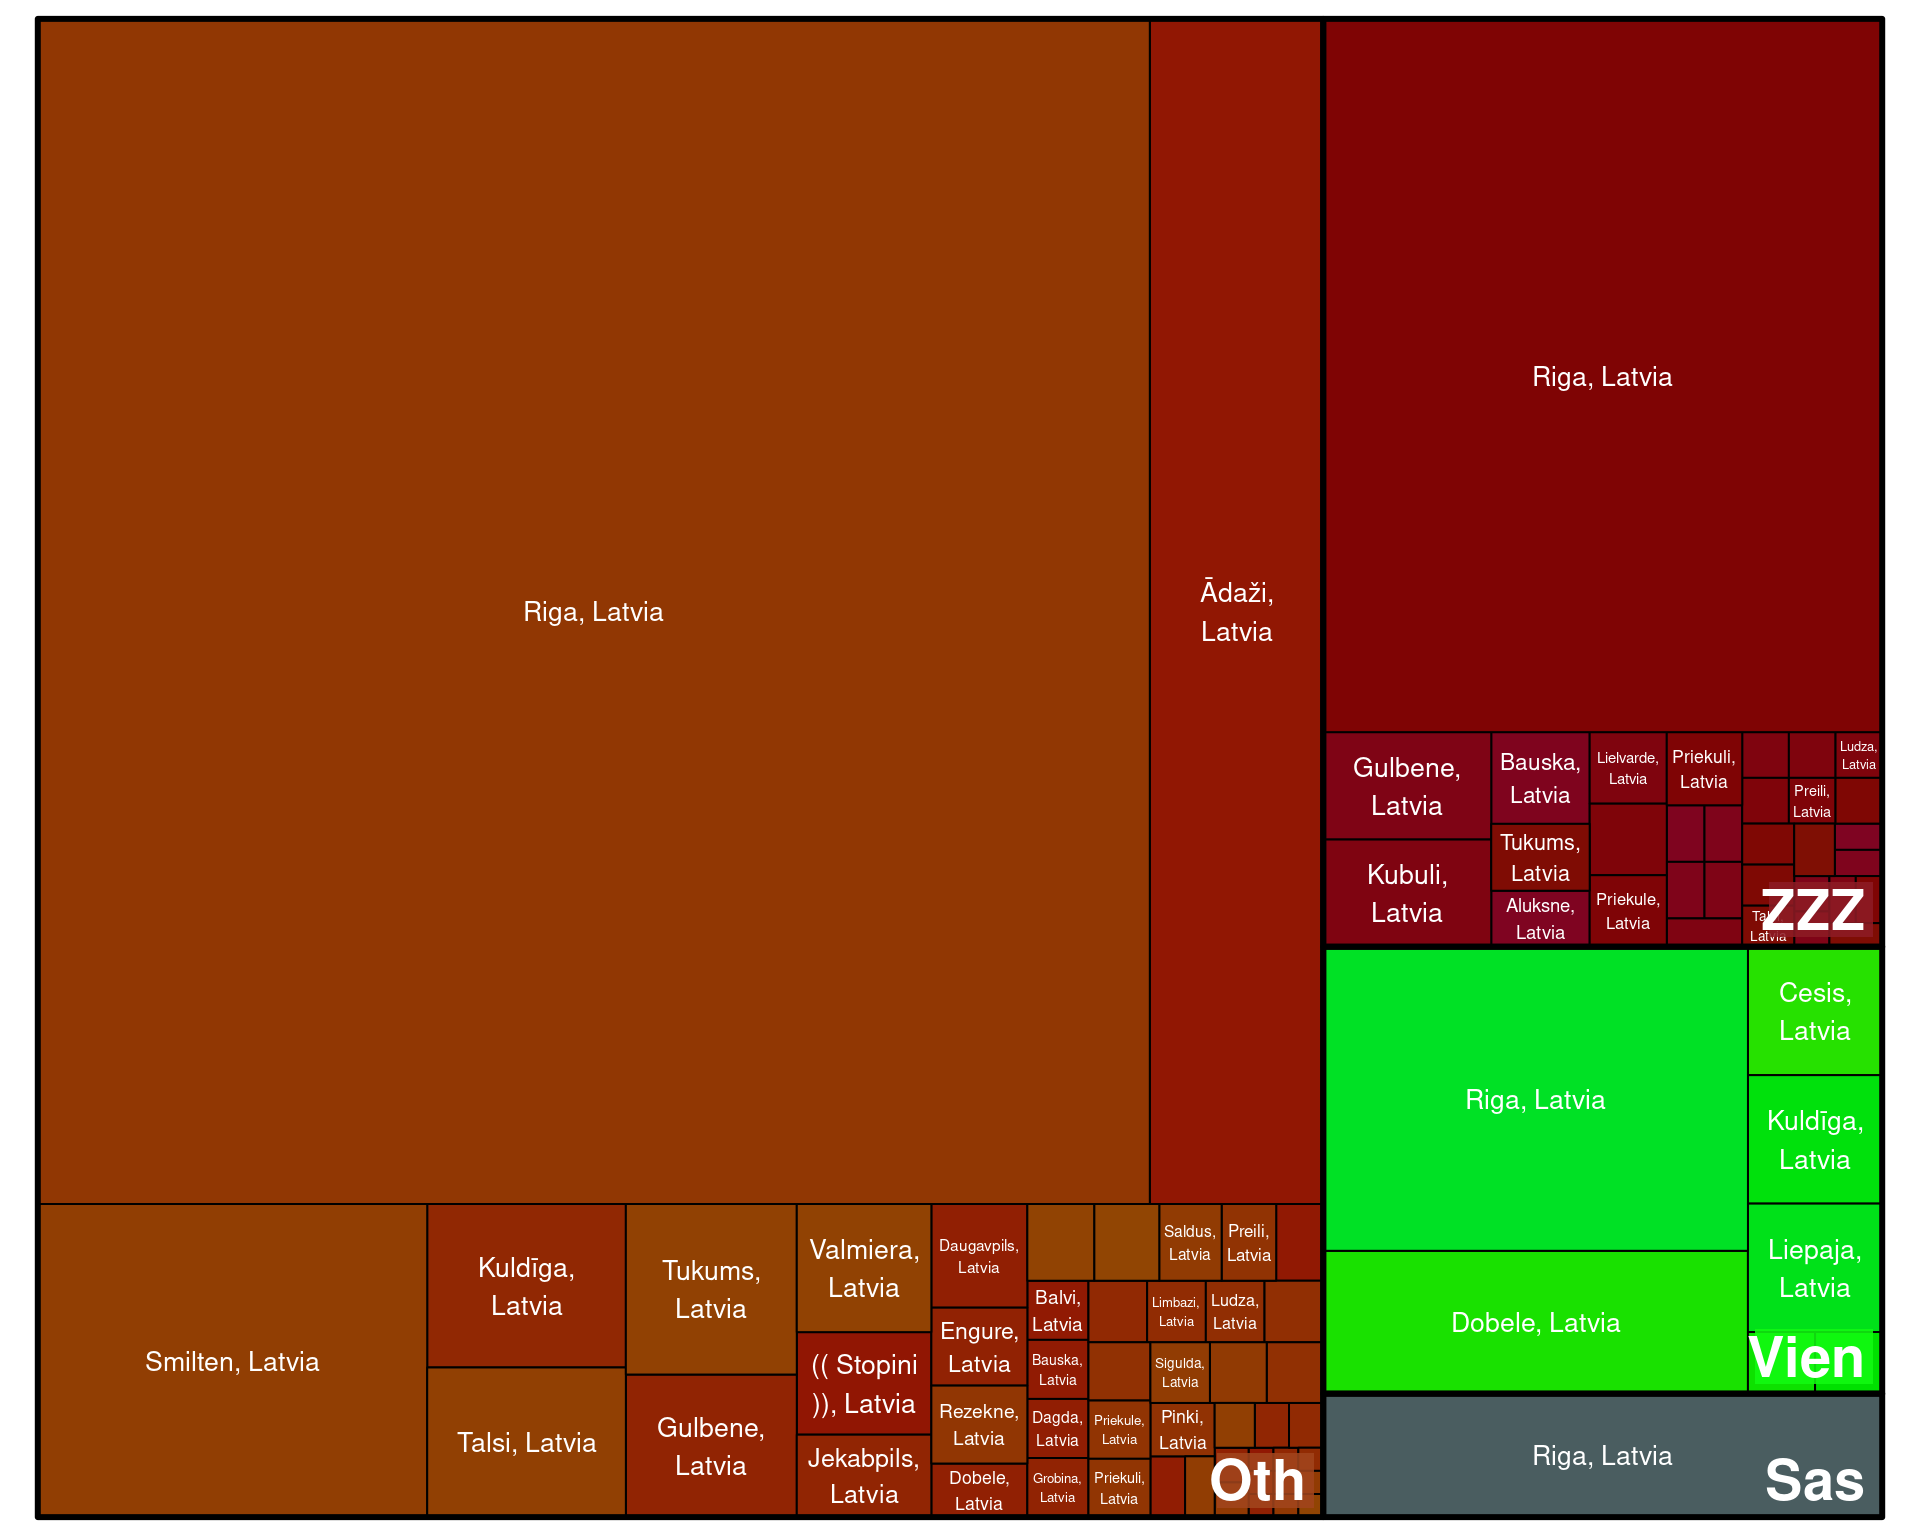 Riga, Latvia
Ādaži,
Latvia
Smilten, Latvia
Kuldīga,
Latvia
Talsi, Latvia
Tukums,
Latvia
Gulbene,
Latvia
Valmiera,
Latvia
(( Stopini
)), Latvia
Jekabpils,
Latvia
Daugavpils,
Latvia
Engure,
Latvia
Rezekne,
Latvia
Dobele,
Latvia
Balvi,
Latvia
Bauska,
Latvia
Dagda,
Latvia
Grobina,
Latvia
Priekule,
Latvia
Priekuli,
Latvia
Saldus,
Latvia
Preili,
Latvia
Limbazi,
Latvia
Ludza,
Latvia
Sigulda,
Latvia
Pinki,
Latvia
Oth
Riga, Latvia
Gulbene,
Latvia
Kubuli,
Latvia
Bauska,
Latvia
Tukums,
Latvia
Aluksne,
Latvia
Lielvarde,
Latvia
Priekule,
Latvia
Priekuli,
Latvia
Ludza,
Latvia
Preili,
Latvia
Latvia
ZZZ
Riga, Latvia
Dobele, Latvia
Cesis,
Latvia
Kuldīga,
Latvia
Liepaja,
Latvia
Vien
Riga, Latvia
Sas